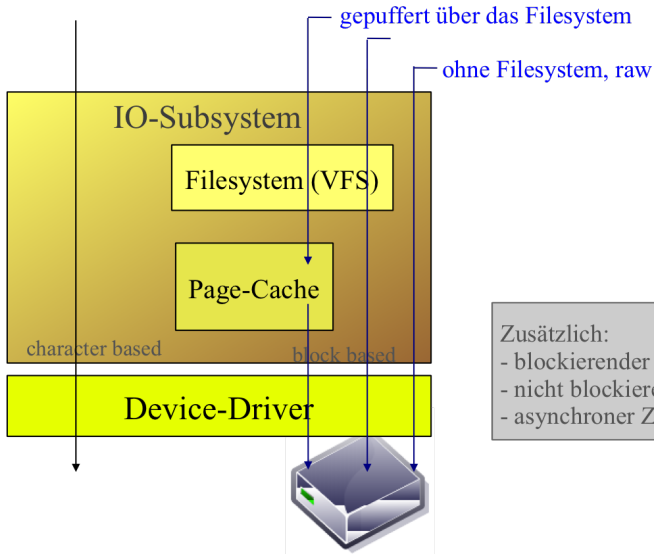 gepuffert über das Filesystem
ohne Filesystem, raw
IO-Subsystem
Filesystem (VFS)
Page-Cache
character based
block based
Device-Driver
Zusätzlich:
- blockierender
- nicht blockiere
- asynchroner Z